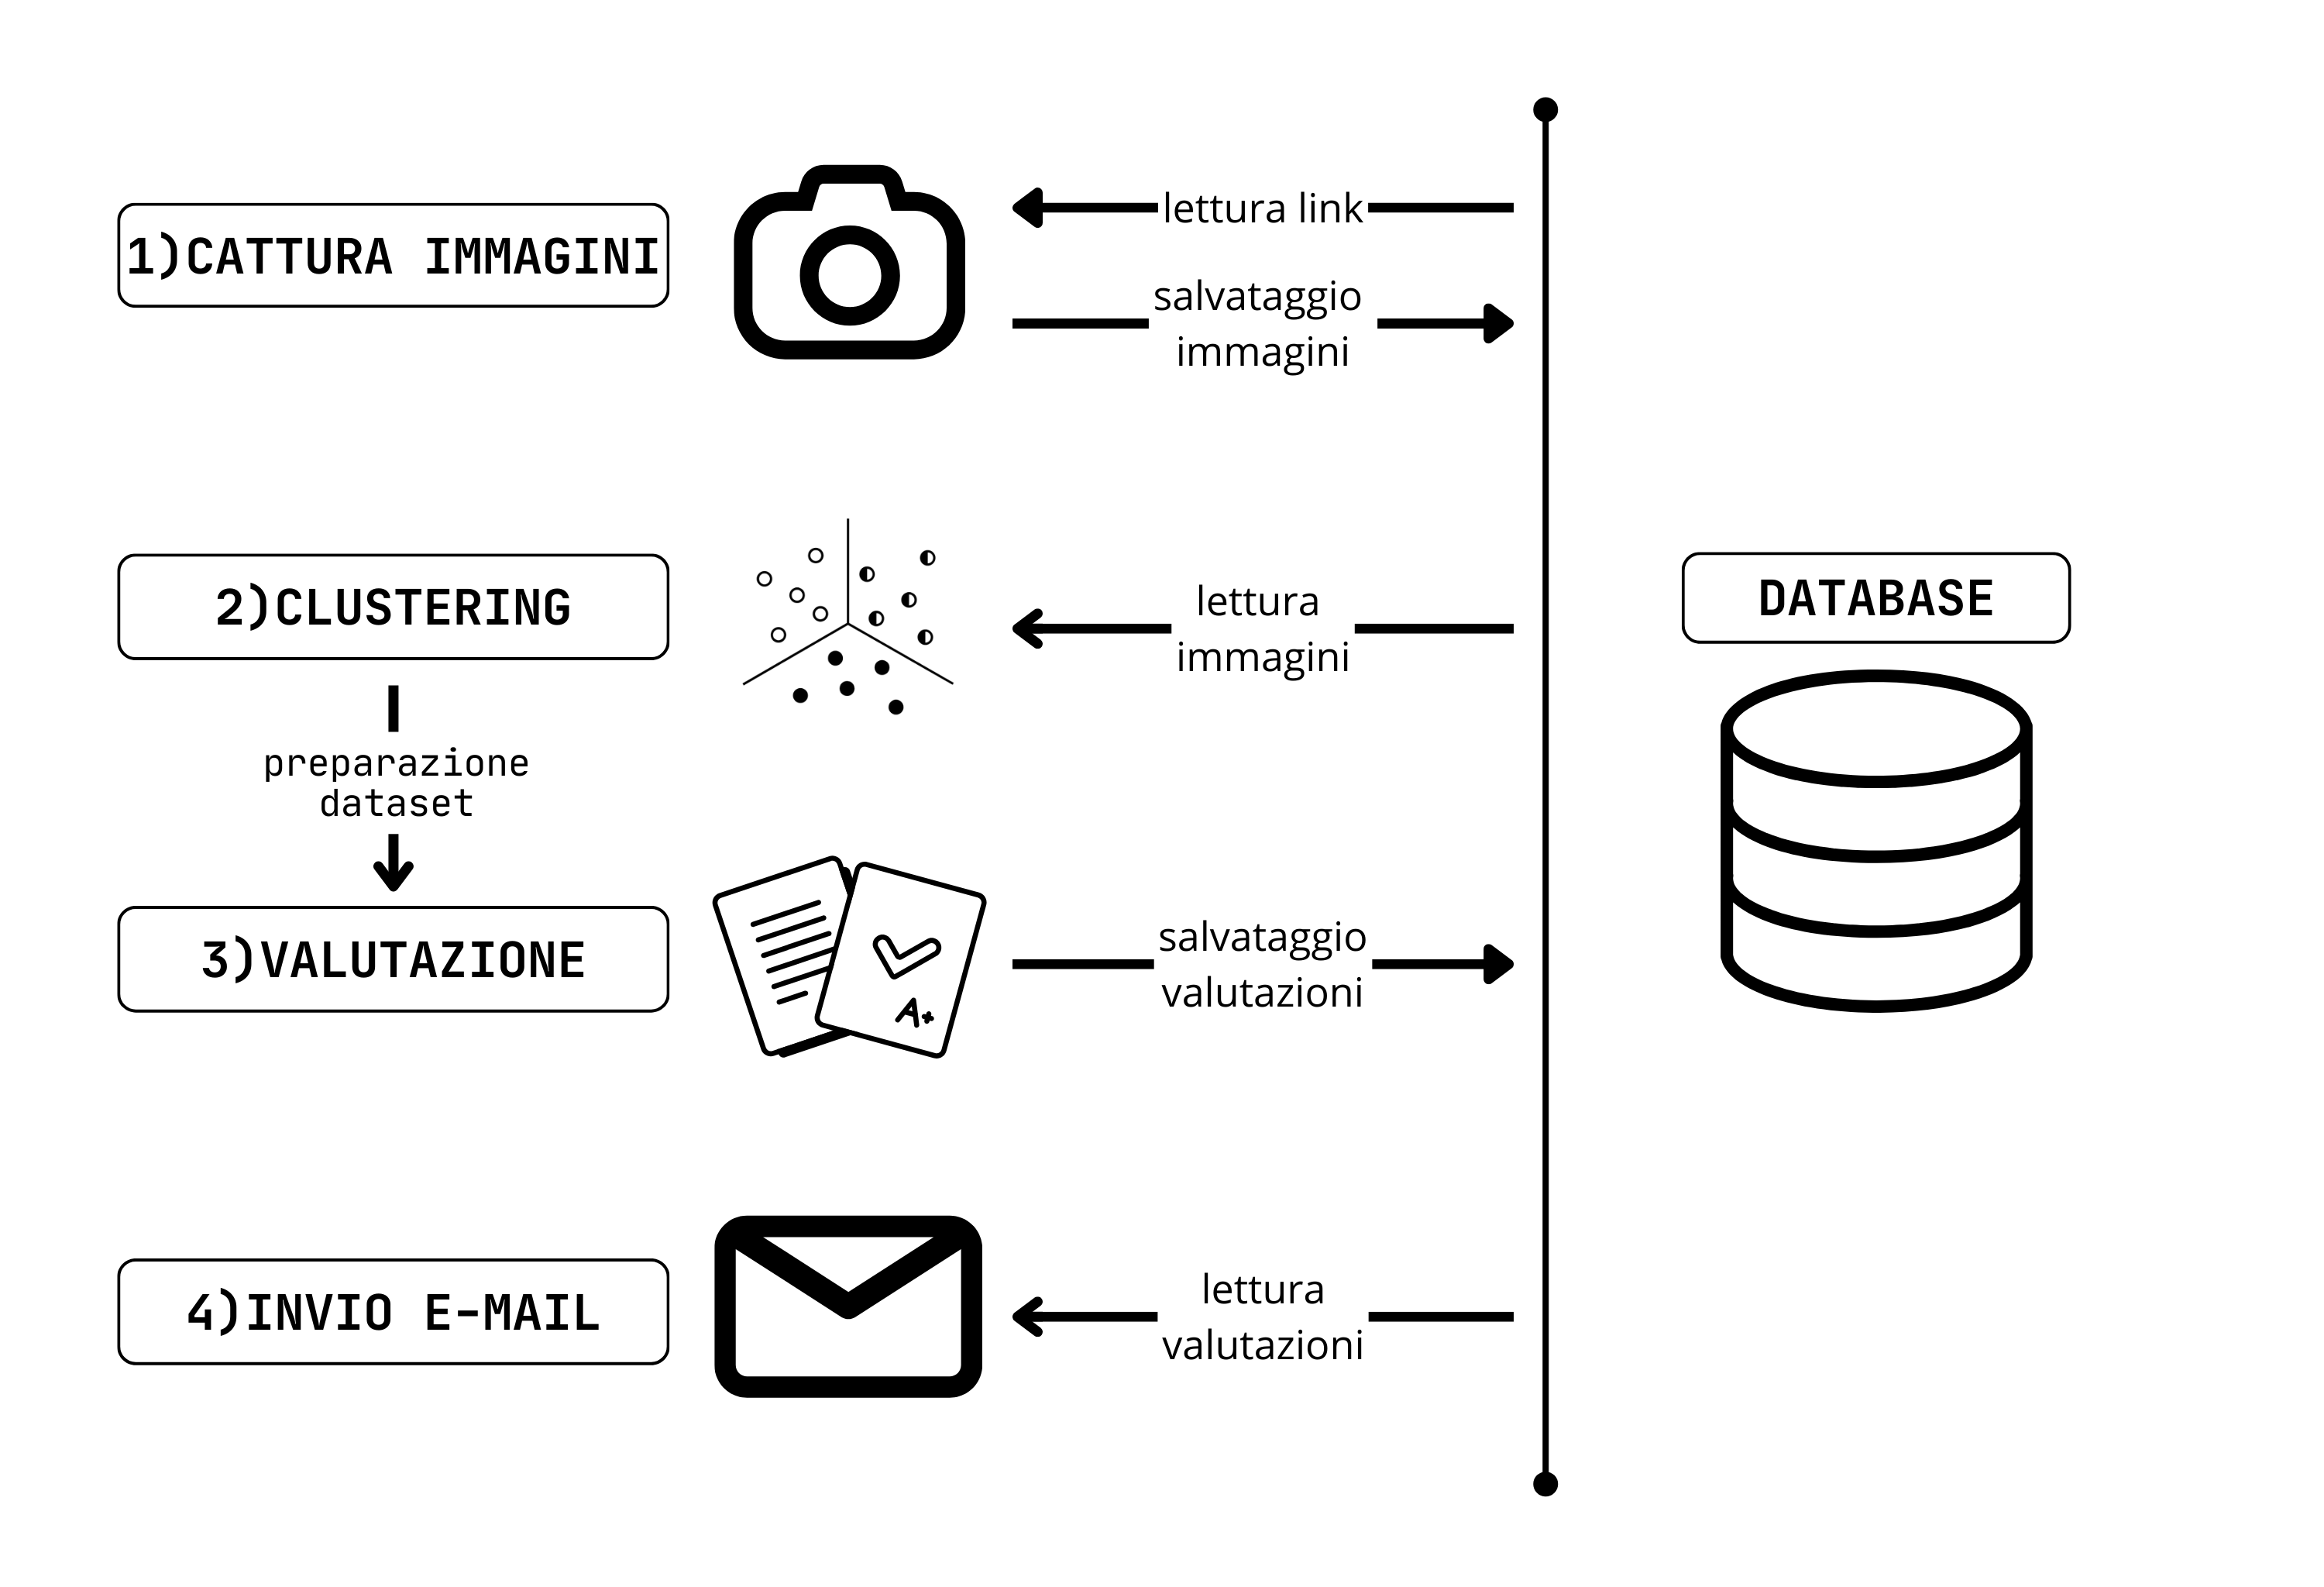 1)CATTURA IMMAGINI
lettura link
salvataggio
immagini
2)CLUSTERING
lettura
immagini
DATABASE
preparazione
dataset
3)VALUTAZIONE
A+
salvataggio
valutazioni
4)INVIO E-MAIL
lettura
valutazioni